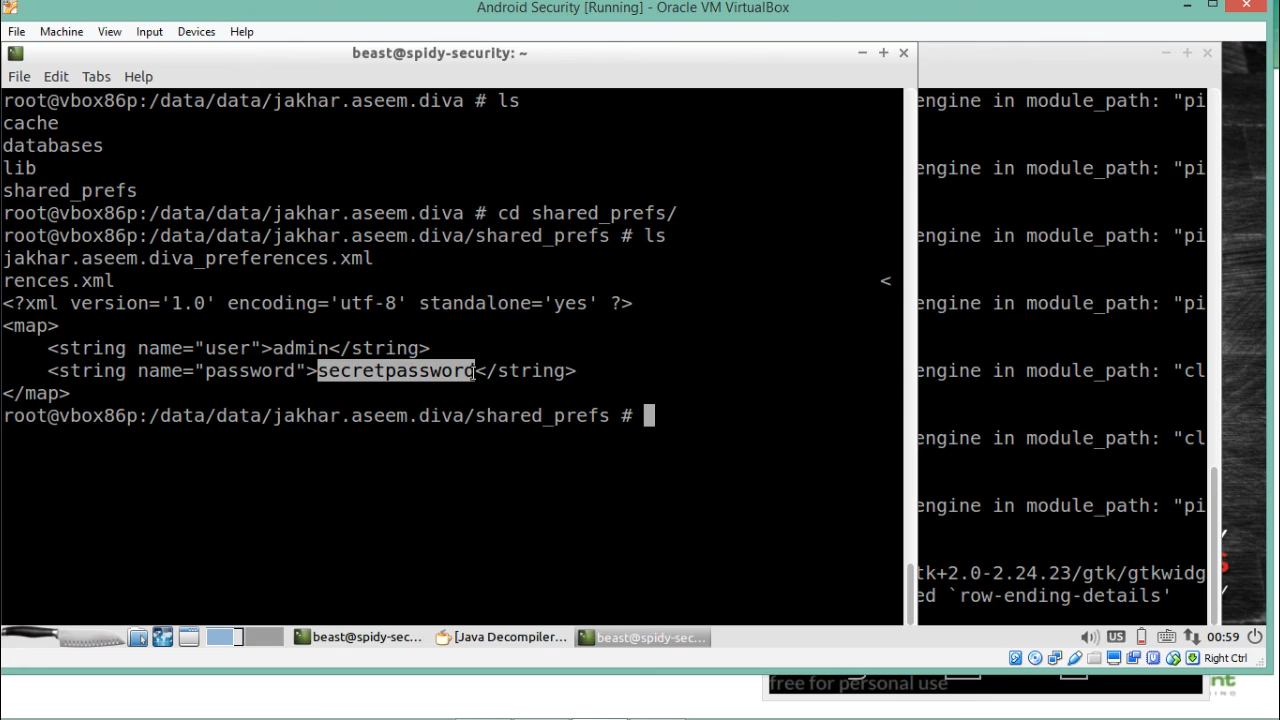 Android Security [Running] - Oracle VM VirtualBox
File Machine View Input Devices Help
beast@spidy-security: ~
File Edit Tabs Help
root@vbox86p:/data/data/jakhar.aseem.diva # ls
cache
databases
lib
shared_prefs
root@vbox86p:/data/data/jakhar.aseem.diva # cd shared_prefs/
root@vbox86p:/data/data/jakhar.aseem.diva/shared_prefs # ls
jakhar.aseem.diva_preferences.xml
rences.xml <
<?xml version='1.0' encoding='utf-8' standalone='yes' ?>
<map>
<string name="user">admin</string>
<string name="password">secretpassword</string>
</map>
root@vbox86p:/data/data/jakhar.aseem.diva/shared_prefs #
engine in module_path: "pi
engine in module_path: "pi
engine in module_path: "pi
engine in module_path: "pi
engine in module_path: "cl
engine in module_path: "cl
engine in module_path: "pi
tk+2.0-2.24.23/gtk/gtkwidg
ed `row-ending-details'
beast@spidy-sec... [Java Decompiler... beast@spidy-sec... US 00:59
Right Ctrl
free for personal use